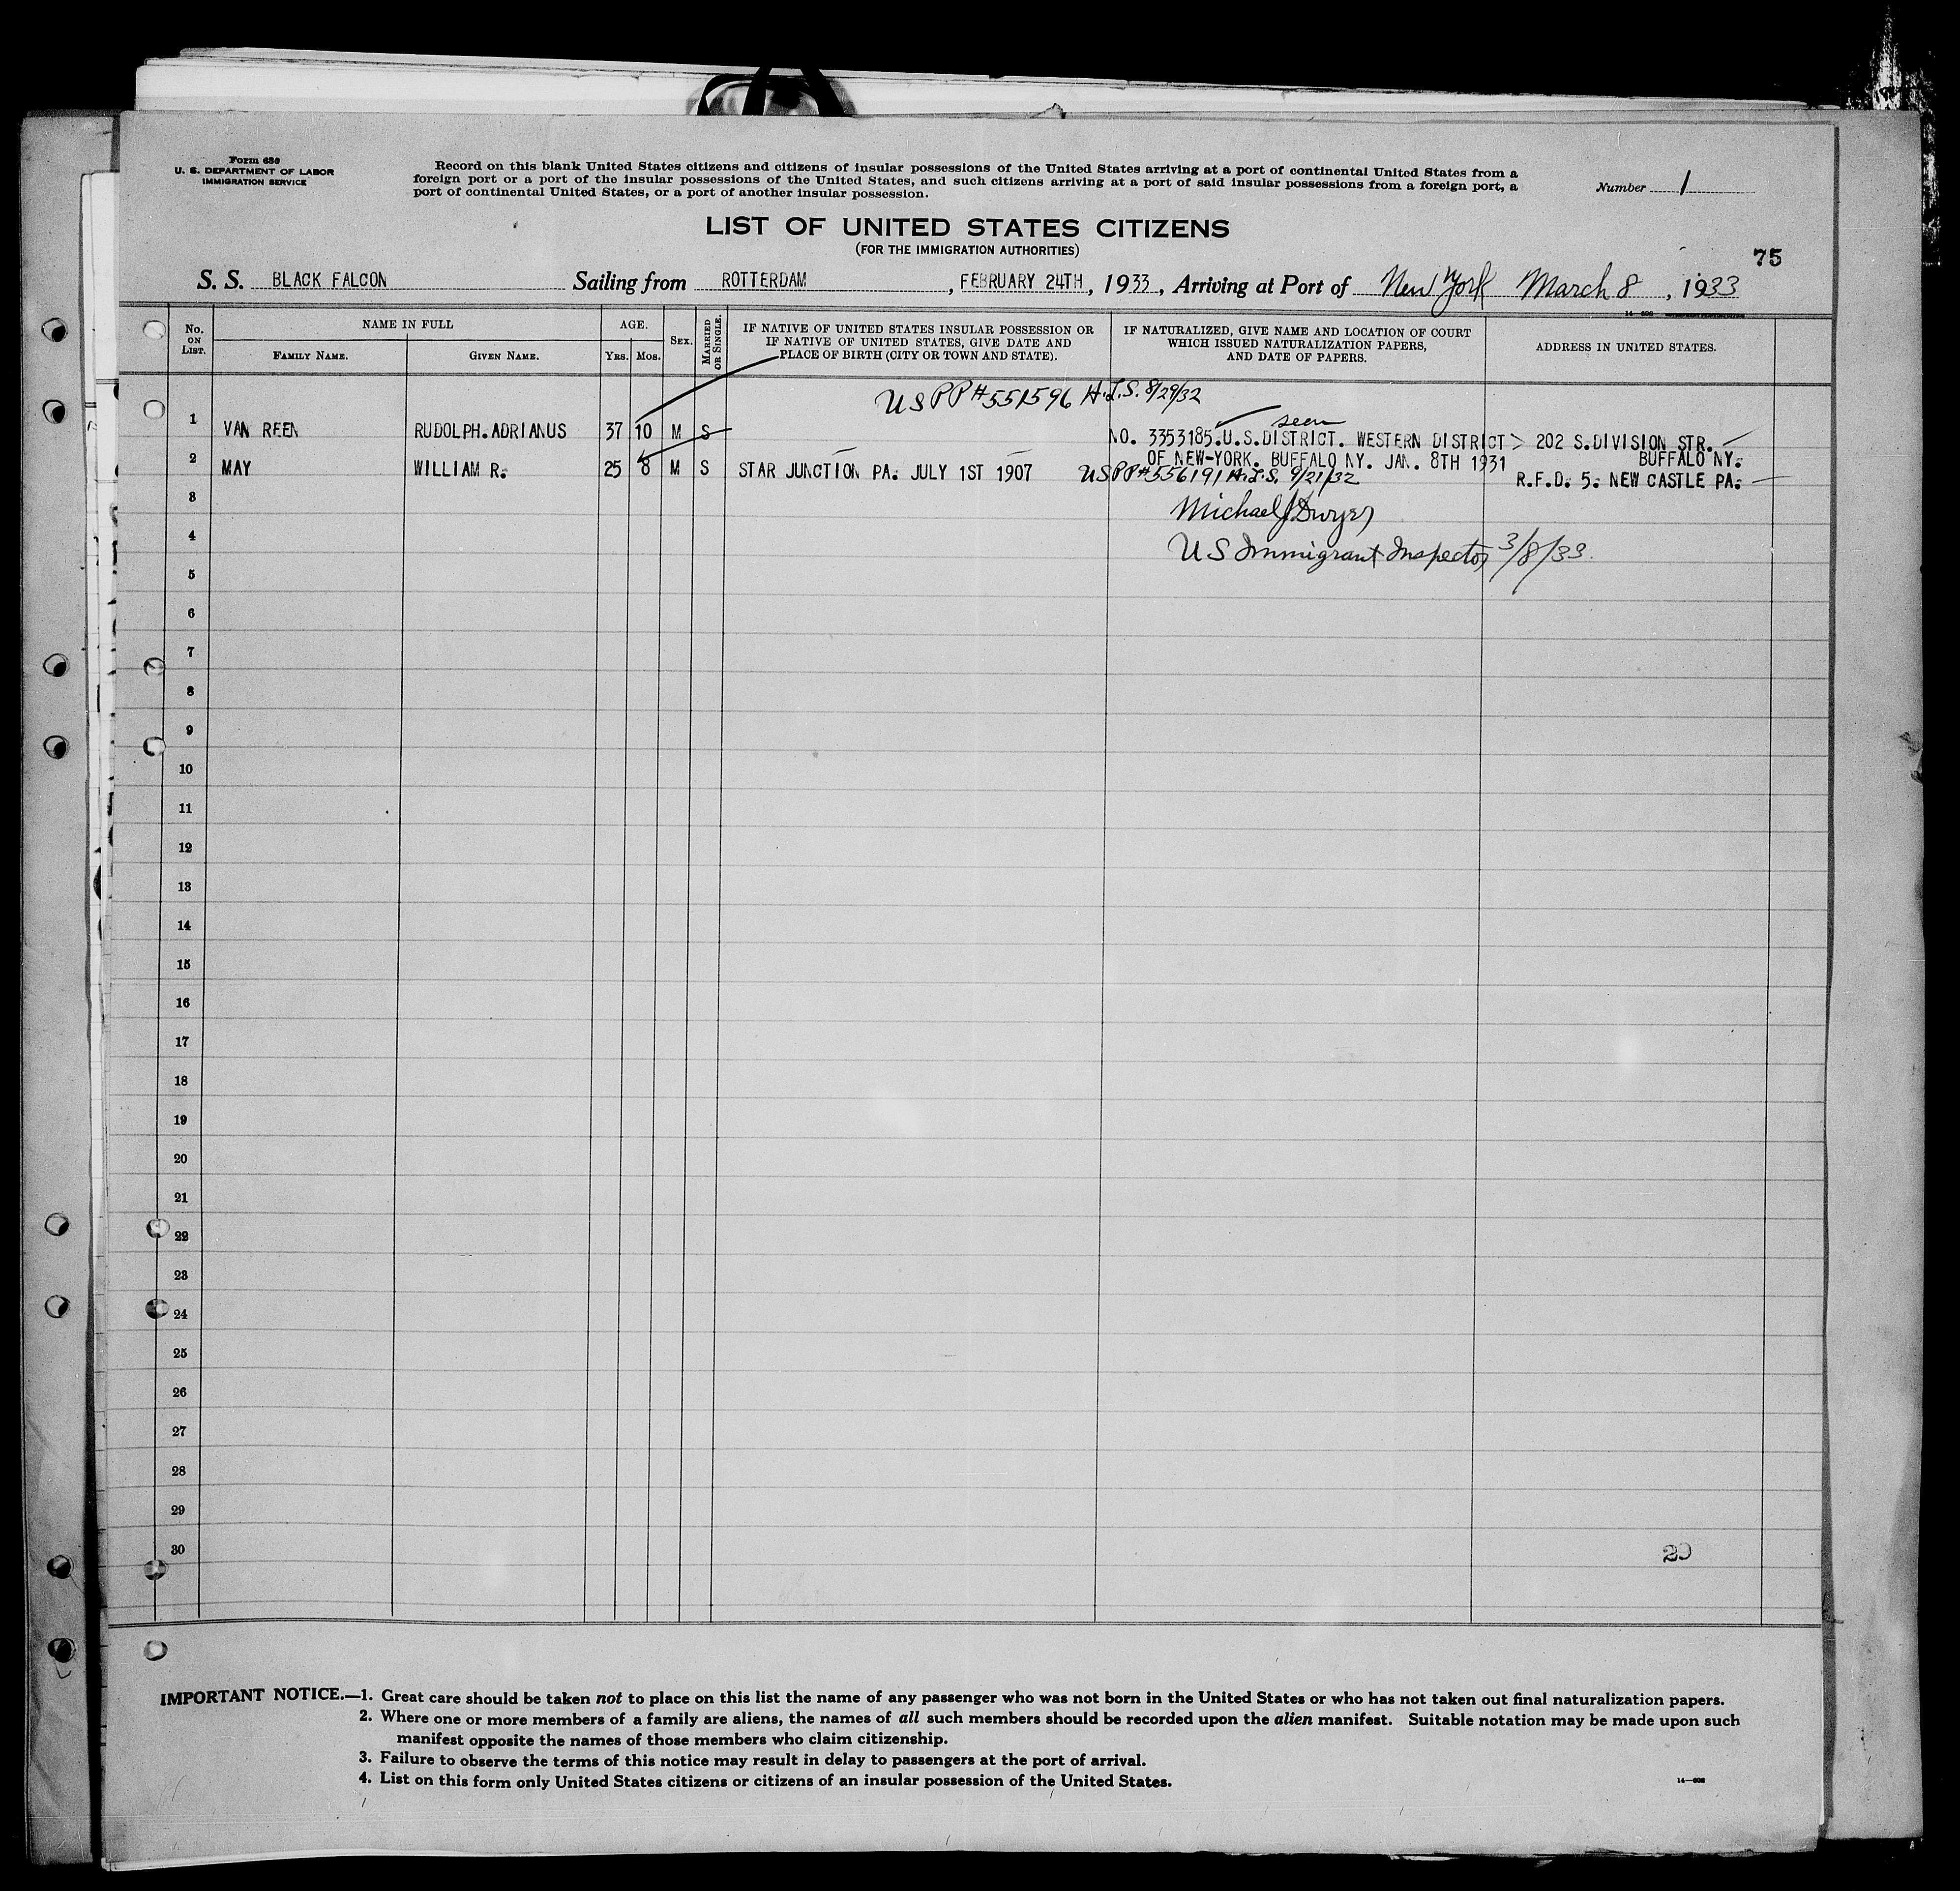 Form 630
U. S. DEPARTMENT OF LABOR
IMMIGRATION SERVICE
Record on this blank United States citizens and citizens of insular possessions of the United States arriving at a port of continental United States from a
foreign port or a port of the insular possessions of the United States, and such citizens arriving at a port of said insular possessions from a foreign port, a
port of continental United States, or a port of another insular possession.
Number 1
LIST OF UNITED STATES CITIZENS
(FOR THE IMMIGRATION AUTHORITIES)
75
S. S. BLACK FALCON Sailing from ROTTERDAM, FEBRUARY 24TH, 1933, Arriving at Port of New York March 8, 1933
14—608
No. ON LIST.
NAME IN FULL
FAMILY NAME.
GIVEN NAME.
AGE.
YRS. MOS.
SEX.
MARRIED OR SINGLE.
IF NATIVE OF UNITED STATES INSULAR POSSESSION OR
IF NATIVE OF UNITED STATES, GIVE DATE AND
PLACE OF BIRTH (CITY OR TOWN AND STATE).
IF NATURALIZED, GIVE NAME AND LOCATION OF COURT
WHICH ISSUED NATURALIZATION PAPERS,
AND DATE OF PAPERS.
ADDRESS IN UNITED STATES.
US PP #551596 H.L.S. 8/29/32
seen
1 VAN REEN RUDOLPH.ADRIANUS 37 10 M S NO. 3353185.U.S.DISTRICT. WESTERN DISTRICT 202 S.DIVISION STR.
OF NEW-YORK. BUFFALO NY. JAN. 8TH 1931 BUFFALO NY.
2 MAY WILLIAM R. 25 8 M S STAR JUNCTION PA. JULY 1ST 1907 US PP #556191 H.L.S. 9/21/32 R.F.D. 5. NEW CASTLE PA.
3
Michael J Dwyer
4
US Immigrant Inspector 3/8/33.
5
6
7
8
9
10
11
12
13
14
15
16
17
18
19
20
21
22
23
24
25
26
27
28
29
30
29
IMPORTANT NOTICE.—1. Great care should be taken not to place on this list the name of any passenger who was not born in the United States or who has not taken out final naturalization papers.
2. Where one or more members of a family are aliens, the names of all such members should be recorded upon the alien manifest. Suitable notation may be made upon such
manifest opposite the names of those members who claim citizenship.
3. Failure to observe the terms of this notice may result in delay to passengers at the port of arrival.
4. List on this form only United States citizens or citizens of an insular possession of the United States.
14—608